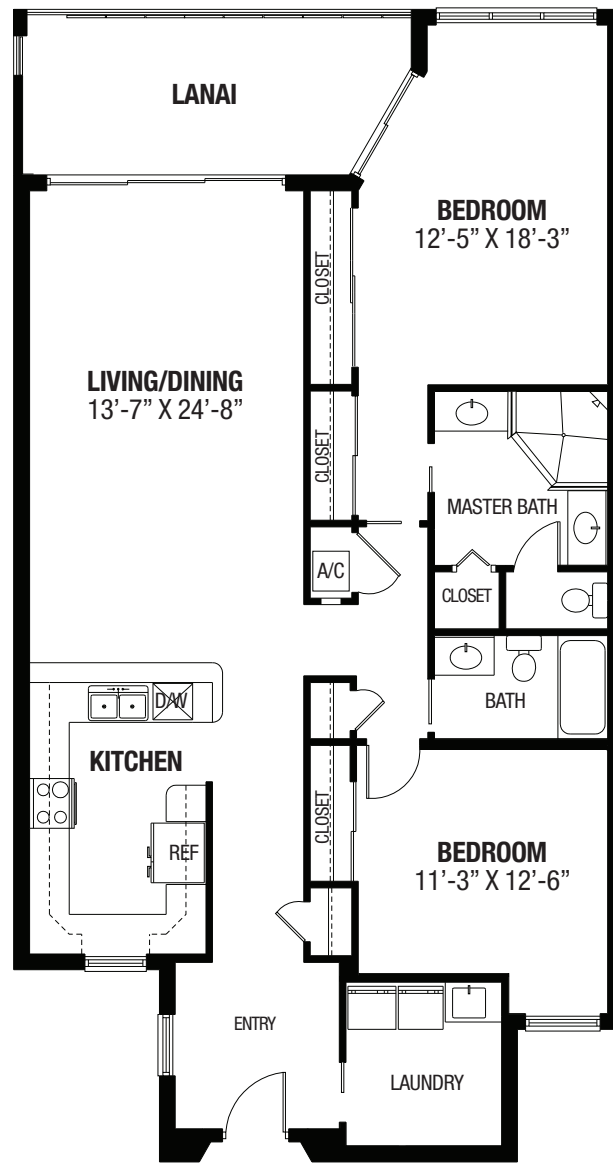 LANAI
BEDROOM
12’-5” X 18’-3”
CLOSET
LIVING/DINING
13’-7” X 24’-8”
CLOSET
MASTER BATH
A/C
CLOSET
D/W
BATH
KITCHEN
CLOSET
REF
BEDROOM
11’-3” X 12’-6”
ENTRY
LAUNDRY